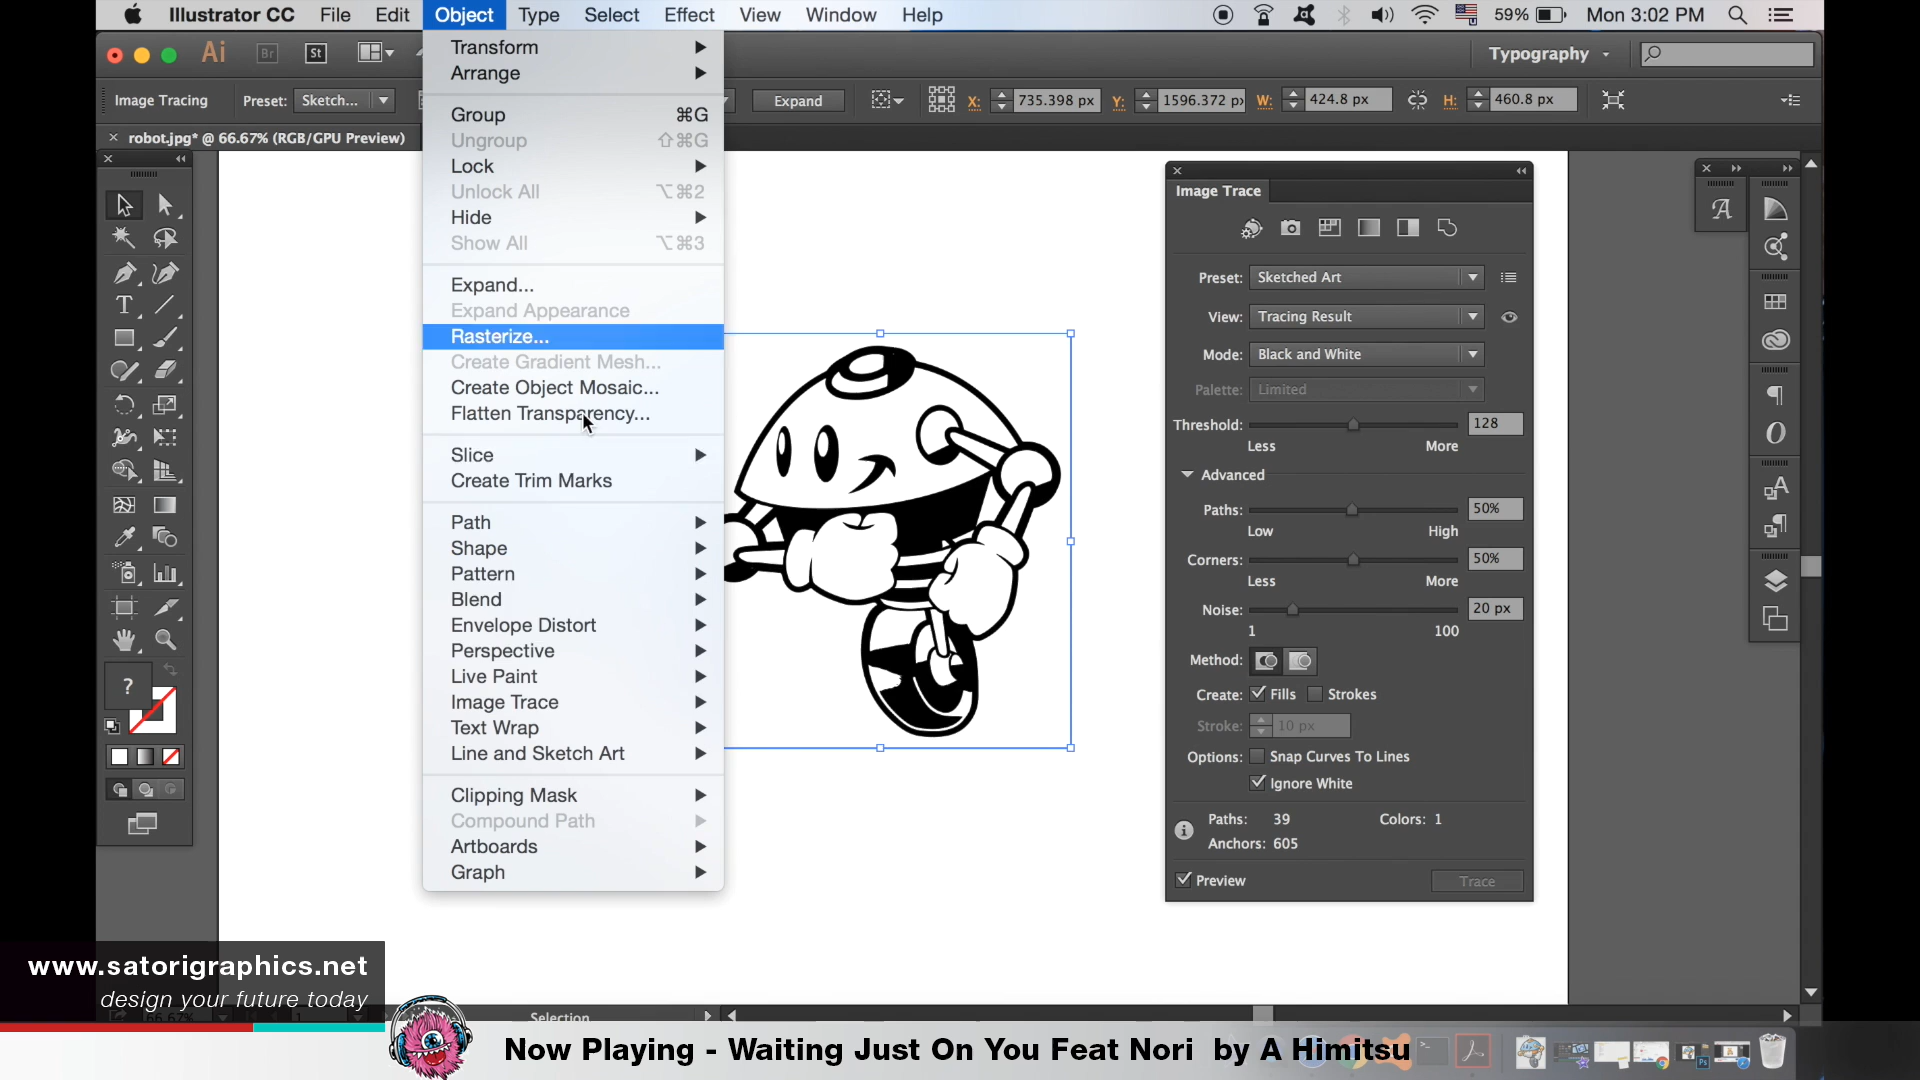 Illustrator CC File Edit Object Type Select Effect View Window Help 59% Mon 3:02 PM
Ai Br St Typography
Image Tracing Preset: Sketch... Expand X: 735.398 px Y: 1596.372 px W: 424.8 px H: 460.8 px
robot.jpg* @ 66.67% (RGB/GPU Preview)
Transform
Arrange
Group ⌘G
Ungroup ⇧⌘G
Lock
Unlock All ⌥⌘2
Hide
Show All ⌥⌘3
Expand...
Expand Appearance
Rasterize...
Create Gradient Mesh...
Create Object Mosaic...
Flatten Transparency...
Slice
Create Trim Marks
Path
Shape
Pattern
Blend
Envelope Distort
Perspective
Live Paint
Image Trace
Text Wrap
Line and Sketch Art
Clipping Mask
Compound Path
Artboards
Graph
Image Trace
Preset: Sketched Art
View: Tracing Result
Mode: Black and White
Palette: Limited
Threshold: 128
Less More
Advanced
Paths: 50%
Low High
Corners: 50%
Less More
Noise: 20 px
1 100
Method:
Create: Fills Strokes
Stroke: 10 px
Options: Snap Curves To Lines
Ignore White
Paths: 39 Colors: 1
Anchors: 605
Preview Trace
www.satorigraphics.net
design your future today
66.67% 1 Selection
Now Playing - Waiting Just On You Feat Nori by A Himitsu